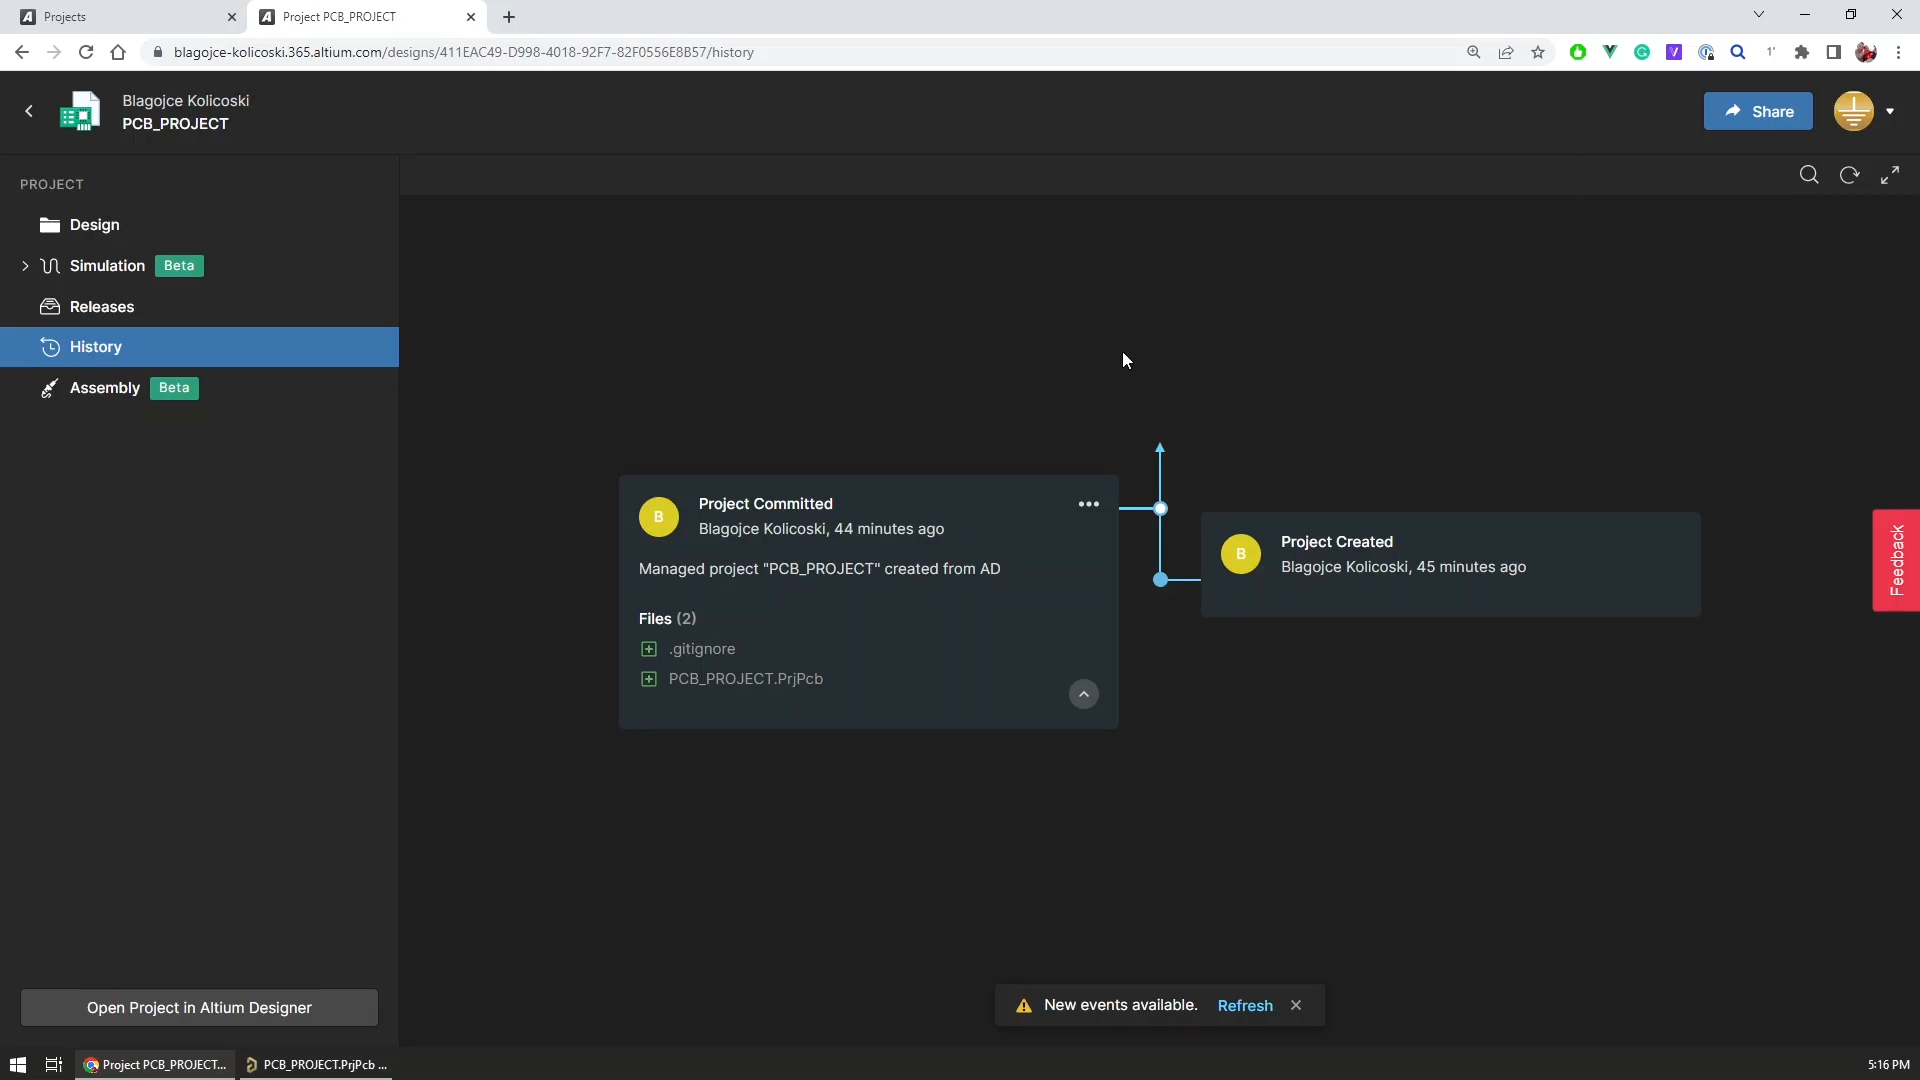 Projects
Project PCB_PROJECT
blagojce-kolicoski.365.altium.com/designs/411EAC49-D998-4018-92F7-82F0556E8B57/history
Blagojce Kolicoski
PCB_PROJECT
Share
PROJECT
Design
Simulation Beta
Releases
History
Assembly Beta
B
Project Committed
Blagojce Kolicoski, 44 minutes ago
Managed project "PCB_PROJECT" created from AD
Files (2)
.gitignore
PCB_PROJECT.PrjPcb
B
Project Created
Blagojce Kolicoski, 45 minutes ago
Feedback
Open Project in Altium Designer
New events available. Refresh
Project PCB_PROJECT...
PCB_PROJECT.PrjPcb ...
5:16 PM